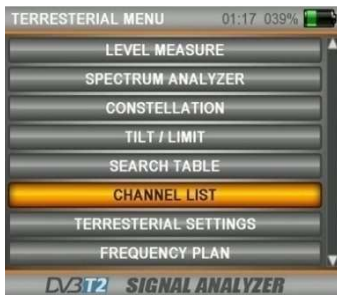 TERRESTERIAL MENU 01:17 039%
LEVEL MEASURE
SPECTRUM ANALYZER
CONSTELLATION
TILT / LIMIT
SEARCH TABLE
CHANNEL LIST
TERRESTERIAL SETTINGS
FREQUENCY PLAN
DVB T2 SIGNAL ANALYZER